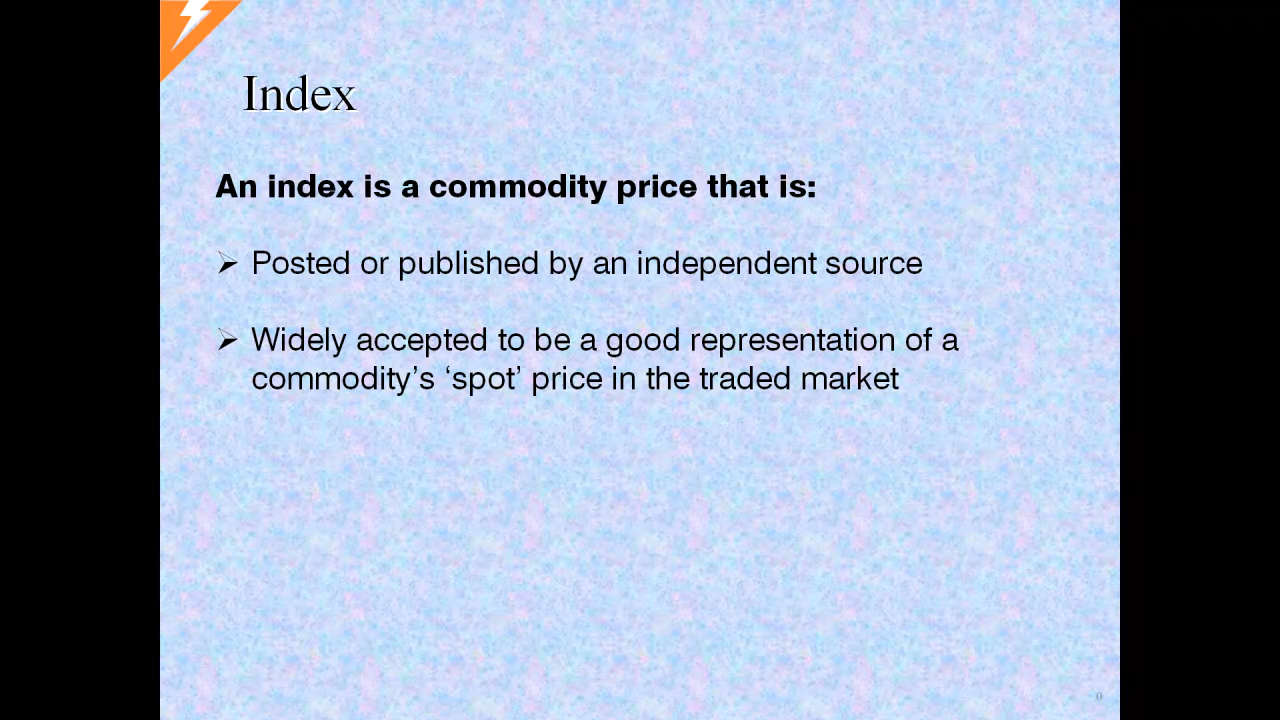 Index
An index is a commodity price that is:
➢ Posted or published by an independent source
➢ Widely accepted to be a good representation of a
commodity’s ‘spot’ price in the traded market
0